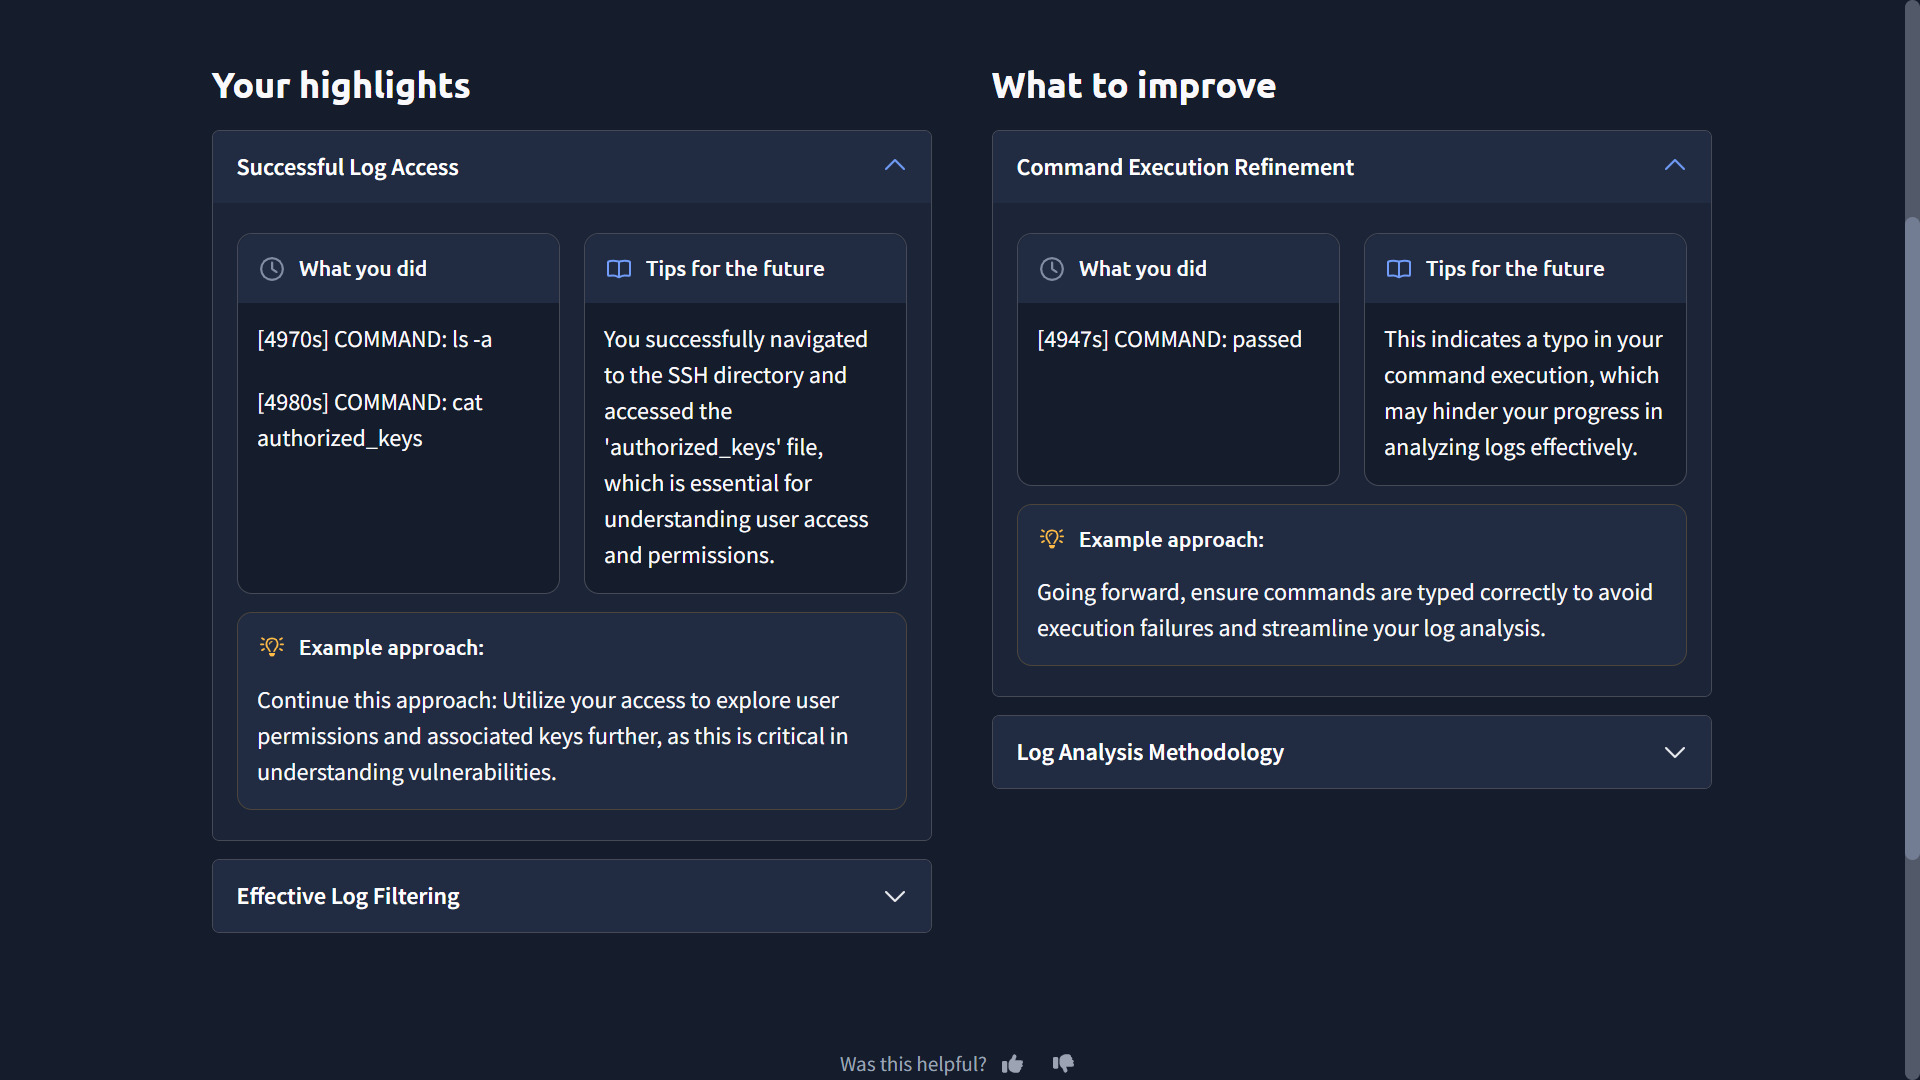 Your highlights
Successful Log Access
What you did
[4970s] COMMAND: ls -a
[4980s] COMMAND: cat
authorized_keys
Tips for the future
You successfully navigated
to the SSH directory and
accessed the
'authorized_keys' file,
which is essential for
understanding user access
and permissions.
Example approach:
Continue this approach: Utilize your access to explore user
permissions and associated keys further, as this is critical in
understanding vulnerabilities.
Effective Log Filtering
What to improve
Command Execution Refinement
What you did
[4947s] COMMAND: passed
Tips for the future
This indicates a typo in your
command execution, which
may hinder your progress in
analyzing logs effectively.
Example approach:
Going forward, ensure commands are typed correctly to avoid
execution failures and streamline your log analysis.
Log Analysis Methodology
Was this helpful?